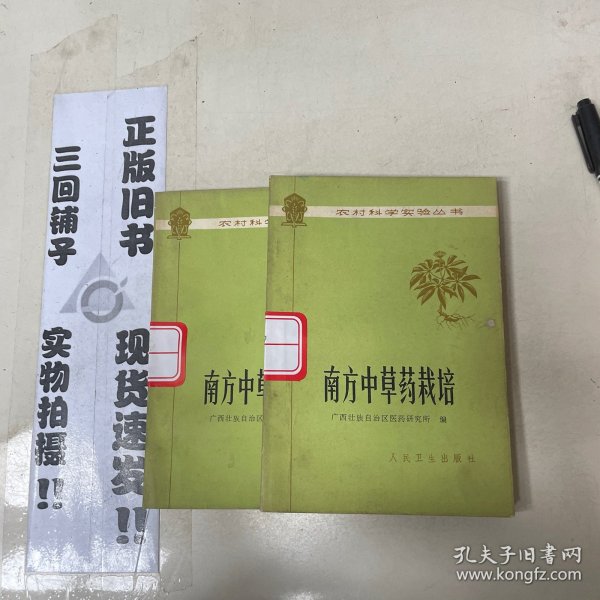 正版旧书 现货速发!!
三回铺子 实物拍摄!!
农村科学
南方中草
广西壮族自治区
农村科学实验丛书
南方中草药栽培
广西壮族自治区医药研究所 编
人民卫生出版社
孔夫子旧书网
www.kongfz.com